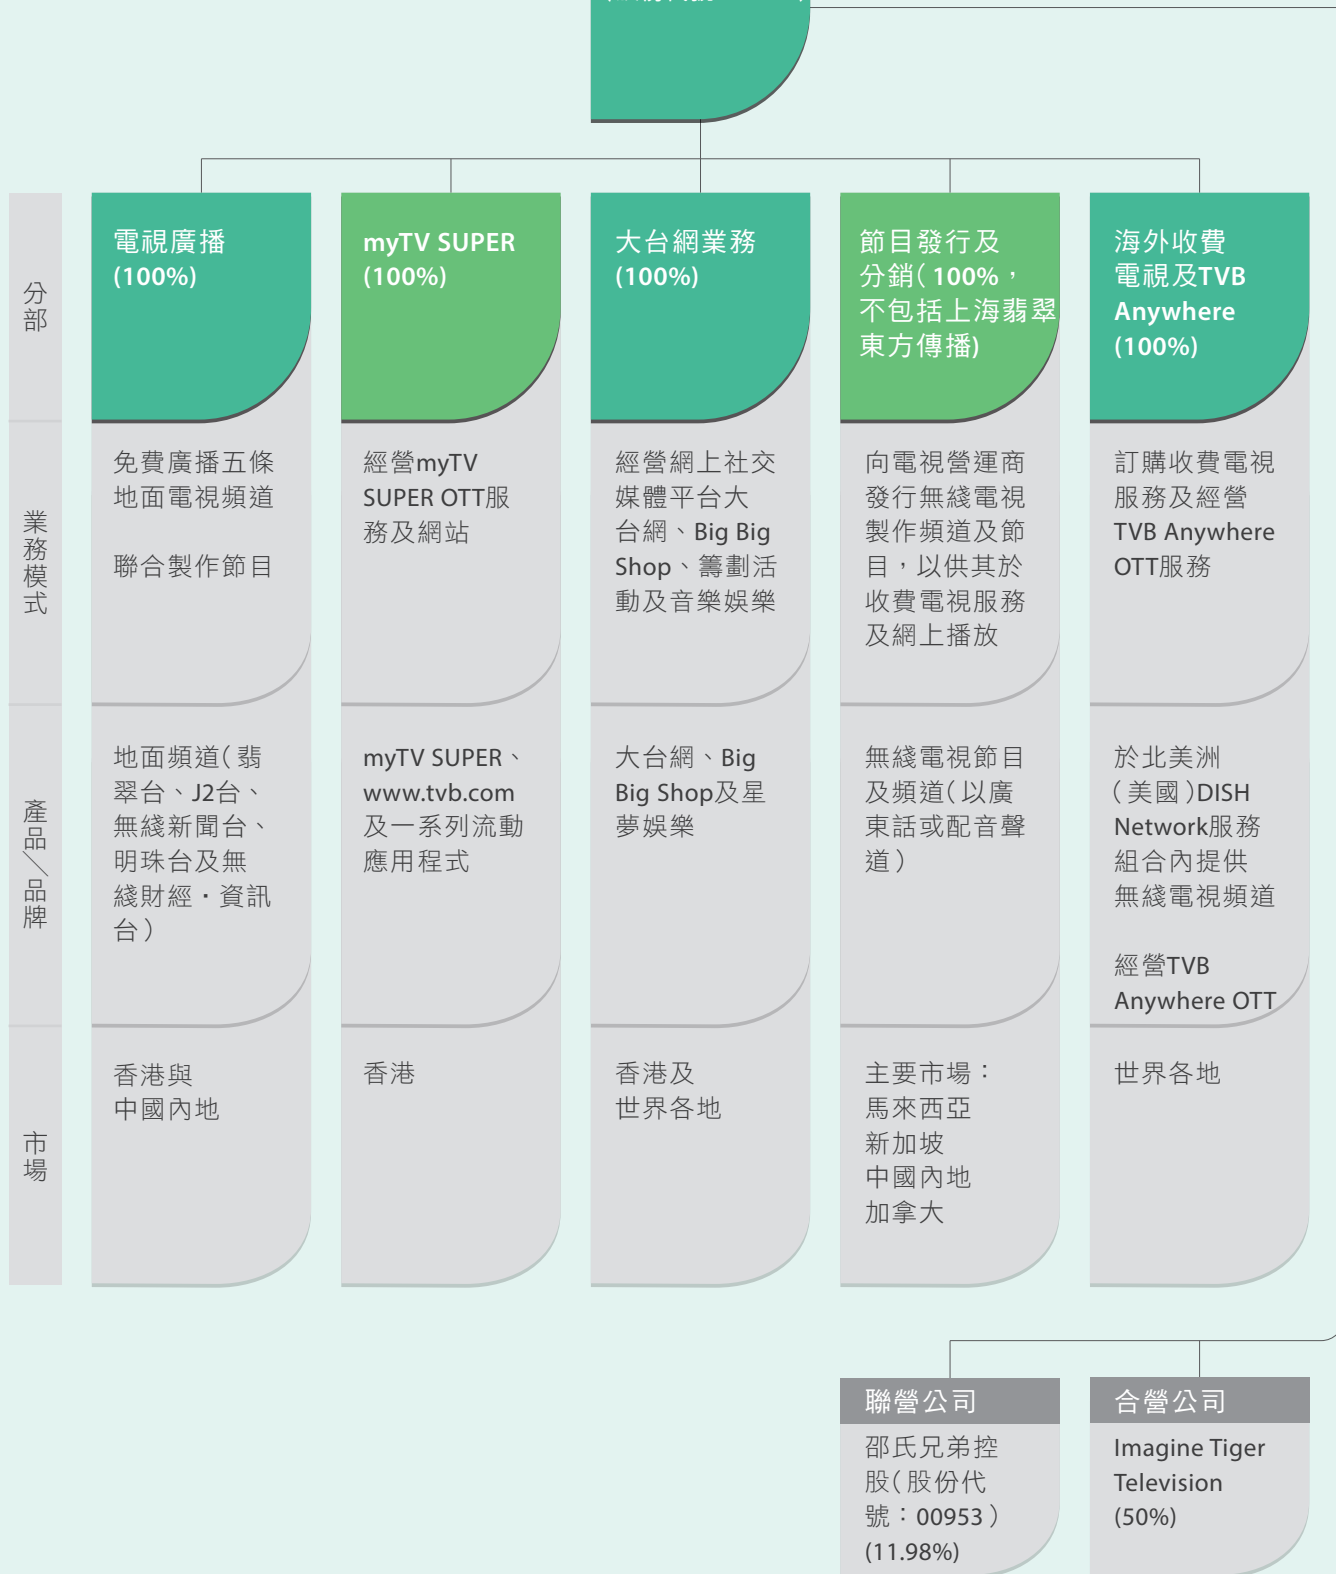 分部
電視廣播
(100%)
myTV SUPER
(100%)
大台網業務
(100%)
節目發行及
分銷(100%，
不包括上海翡翠
東方傳播)
海外收費
電視及TVB
Anywhere
(100%)
業務模式
免費廣播五條
地面電視頻道
聯合製作節目
經營myTV
SUPER OTT服
務及網站
經營網上社交
媒體平台大
台網、Big Big
Shop、籌劃活
動及音樂娛樂
向電視營運商
發行無綫電視
製作頻道及節
目，以供其於
收費電視服務
及網上播放
訂購收費電視
服務及經營
TVB Anywhere
OTT服務
產品／品牌
地面頻道(翡
翠台、J2台、
無綫新聞台、
明珠台及無
綫財經・資訊
台)
myTV SUPER、
www.tvb.com
及一系列流動
應用程式
大台網、Big
Big Shop及星
夢娛樂
無綫電視節目
及頻道(以廣
東話或配音聲
道)
於北美洲
(美國)DISH
Network服務
組合內提供
無綫電視頻道
經營TVB
Anywhere OTT
市場
香港與
中國內地
香港
香港及
世界各地
主要市場：
馬來西亞
新加坡
中國內地
加拿大
世界各地
聯營公司
邵氏兄弟控
股(股份代
號：00953)
(11.98%)
合營公司
Imagine Tiger
Television
(50%)